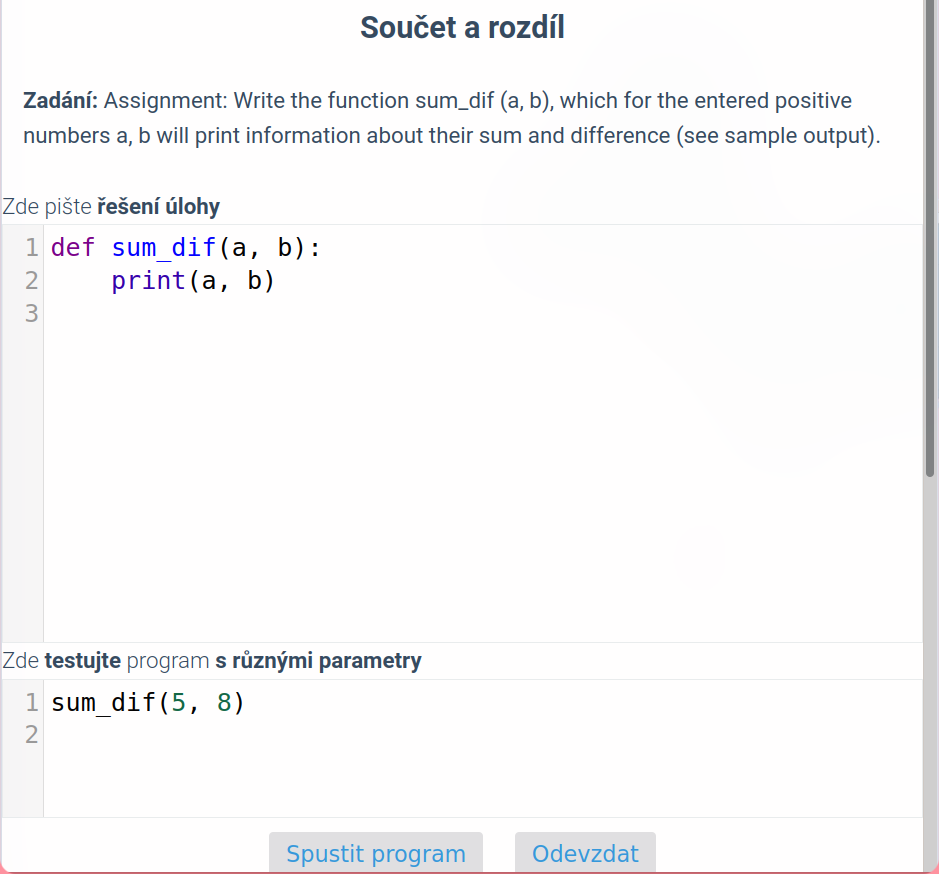 Součet a rozdíl
Zadání: Assignment: Write the function sum_dif (a, b), which for the entered positive
numbers a, b will print information about their sum and difference (see sample output).
Zde pište řešení úlohy
1 def sum_dif(a, b):
2     print(a, b)
3
Zde testujte program s různými parametry
1 sum_dif(5, 8)
2
Spustit program Odevzdat